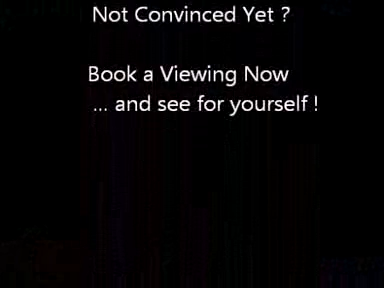 Not Convinced Yet ?
Book a Viewing Now
... and see for yourself !